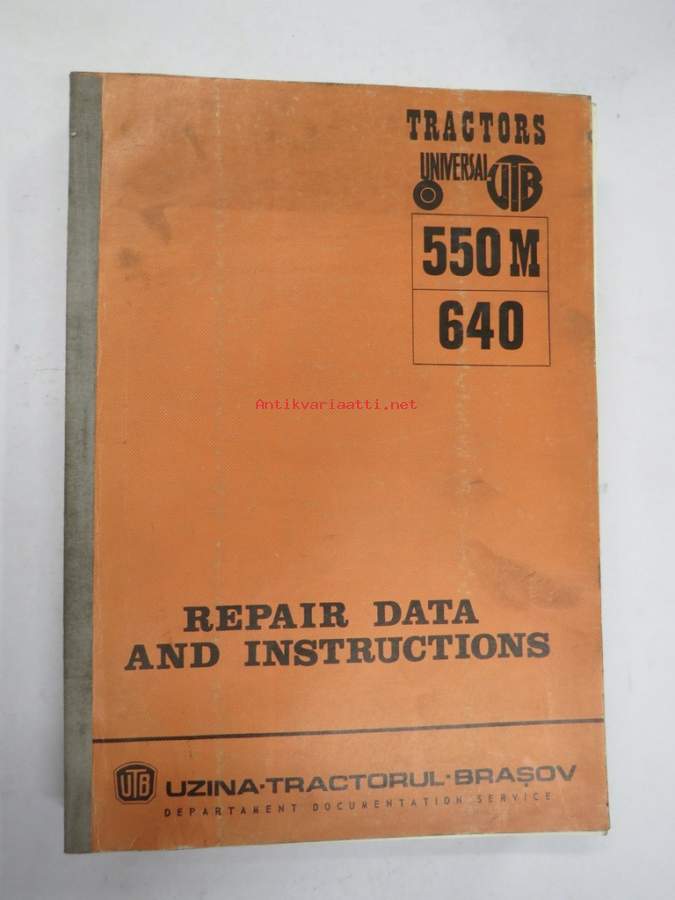 TRACTORS
UNIVERSAL UTB
550 M
640
Antikvariaatti.net
REPAIR DATA
AND INSTRUCTIONS
UTB UZINA-TRACTORUL-BRAȘOV
DEPARTAMENT DOCUMENTATION SERVICE